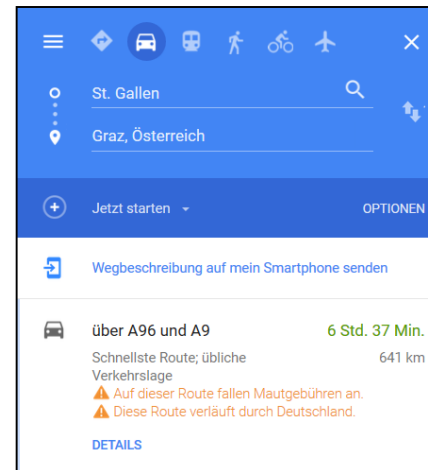 St. Gallen
Graz, Österreich
Jetzt starten OPTIONEN
Wegbeschreibung auf mein Smartphone senden
über A96 und A9 6 Std. 37 Min.
Schnellste Route; übliche 641 km
Verkehrslage
Auf dieser Route fallen Mautgebühren an.
Diese Route verläuft durch Deutschland.
DETAILS